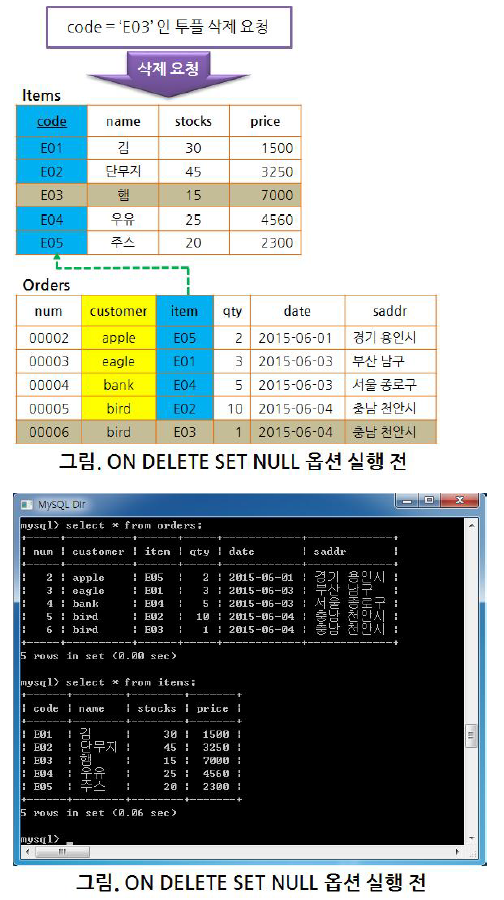 code = ‘E03’ 인 투플 삭제 요청
삭제 요청
Items
code name stocks price
E01 김 30 1500
E02 단무지 45 3250
E03 햄 15 7000
E04 우유 25 4560
E05 주스 20 2300
Orders
num customer item qty date saddr
00002 apple E05 2 2015-06-01 경기 용인시
00003 eagle E01 3 2015-06-03 부산 남구
00004 bank E04 5 2015-06-03 서울 종로구
00005 bird E02 10 2015-06-04 충남 천안시
00006 bird E03 1 2015-06-04 충남 천안시
그림. ON DELETE SET NULL 옵션 실행 전
MySQL Dir
mysql> select * from orders;
| num | customer | item | qty | date | saddr |
| 2 | apple | E05 | 2 | 2015-06-01 | 경기 용인시 |
| 3 | eagle | E01 | 3 | 2015-06-03 | 부산 남구 |
| 4 | bank | E04 | 5 | 2015-06-03 | 서울 종로구 |
| 5 | bird | E02 | 10 | 2015-06-04 | 충남 천안시 |
| 6 | bird | E03 | 1 | 2015-06-04 | 충남 천안시 |
5 rows in set (0.00 sec)
mysql> select * from items;
| code | name | stocks | price |
| E01 | 김 | 30 | 1500 |
| E02 | 단무지 | 45 | 3250 |
| E03 | 햄 | 15 | 7000 |
| E04 | 우유 | 25 | 4560 |
| E05 | 주스 | 20 | 2300 |
5 rows in set (0.06 sec)
mysql>
그림. ON DELETE SET NULL 옵션 실행 전